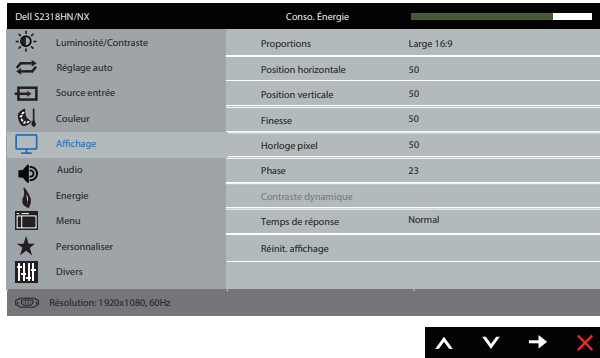 Dell S2318HN/NX Conso. Énergie
Luminosité/Contraste
Réglage auto
Source entrée
Couleur
Affichage
Audio
Energie
Menu
Personnaliser
Divers
Proportions Large 16:9
Position horizontale 50
Position verticale 50
Finesse 50
Horloge pixel 50
Phase 23
Contraste dynamique
Temps de réponse Normal
Réinit. affichage
Résolution: 1920x1080, 60Hz